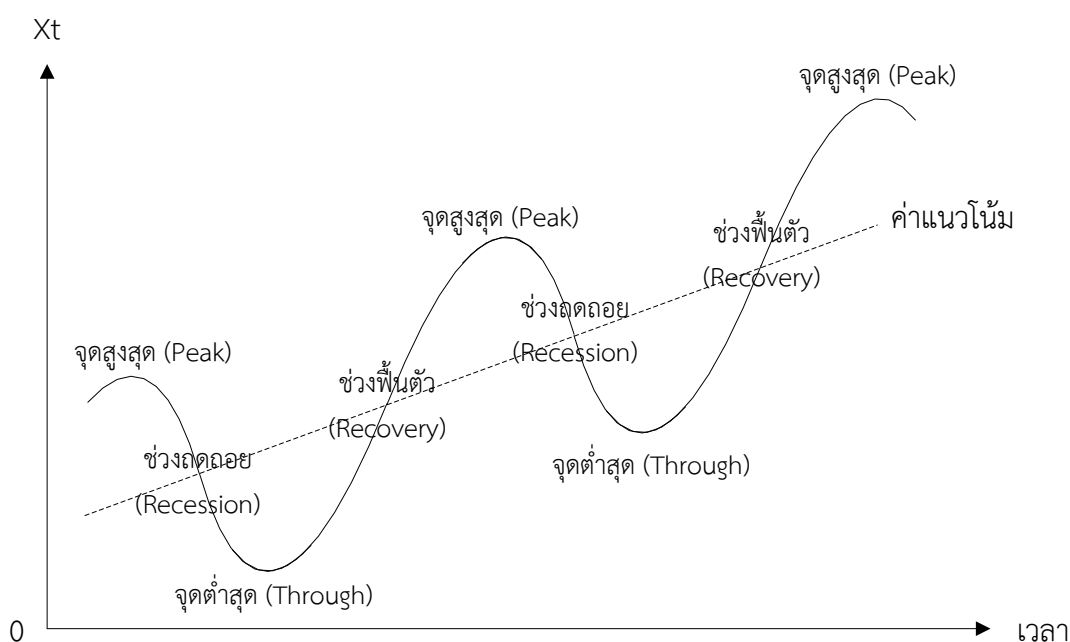 Xt
จุดสูงสุด (Peak)
จุดสูงสุด (Peak)
ค่าแนวโน้ม
ช่วงฟื้นตัว
(Recovery)
ช่วงถดถอย
(Recession)
จุดสูงสุด (Peak)
ช่วงฟื้นตัว
(Recovery)
ช่วงถดถอย
(Recession)
จุดต่ำสุด (Through)
จุดต่ำสุด (Through)
0
เวลา